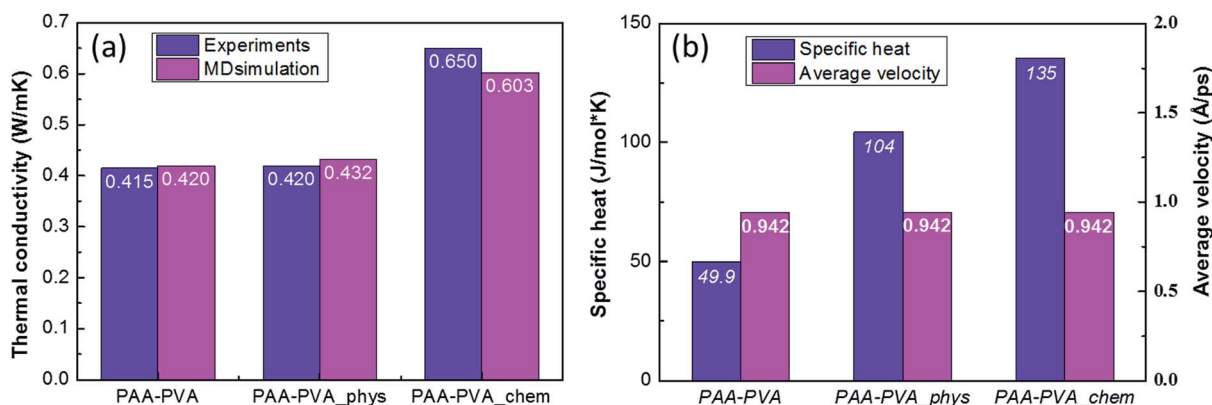 (a)
Experiments
MDsimulation
Thermal conductivity (W/mK)
0.7
0.6
0.5
0.4
0.3
0.2
0.1
0.0
0.415
0.420
0.420
0.432
0.650
0.603
PAA-PVA
PAA-PVA_phys
PAA-PVA_chem
(b)
Specific heat
Average velocity
Specific heat (J/mol*K)
150
100
50
0
49.9
0.942
104
0.942
135
0.942
PAA-PVA
PAA-PVA_phys
PAA-PVA_chem
2.0
1.5
1.0
0.5
0.0
Average velocity (Å/ps)